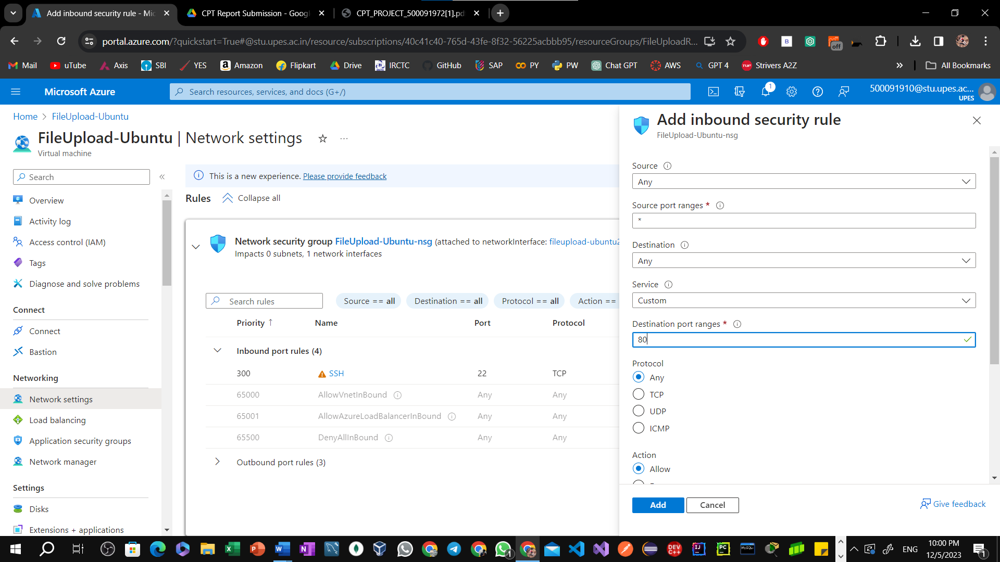 Add inbound security rule - Mic
CPT Report Submission - Googl
CPT_PROJECT_500091972[1].pd
portal.azure.com/?quickstart=True#@stu.upes.ac.in/resource/subscriptions/40c41c40-765d-43fe-8f32-56225acbbb95/resourceGroups/FileUploadR...
B
off
Mail
uTube
Axis
SBI
YES
Amazon
Flipkart
Drive
IRCTC
GitHub
SAP
PY
PW
Chat GPT
AWS
GPT 4
Strivers A2Z
All Bookmarks
Microsoft Azure
Search resources, services, and docs (G+/)
1
500091910@stu.upes.ac...
UPES
Home > FileUpload-Ubuntu
FileUpload-Ubuntu | Network settings
Virtual machine
Search
Overview
Activity log
Access control (IAM)
Tags
Diagnose and solve problems
Connect
Connect
Bastion
Networking
Network settings
Load balancing
Application security groups
Network manager
Settings
Disks
Extensions + applications
This is a new experience. Please provide feedback
Rules
Collapse all
Network security group FileUpload-Ubuntu-nsg (attached to networkInterface: fileupload-ubuntu2
Impacts 0 subnets, 1 network interfaces
Search rules
Source == all
Destination == all
Protocol == all
Action ==
Priority ↑ Name Port Protocol
Inbound port rules (4)
300 SSH 22 TCP
65000 AllowVnetInBound Any Any
65001 AllowAzureLoadBalancerInBound Any Any
65500 DenyAllInBound Any Any
Outbound port rules (3)
Add inbound security rule
FileUpload-Ubuntu-nsg
Source
Any
Source port ranges *
*
Destination
Any
Service
Custom
Destination port ranges *
80
Protocol
Any
TCP
UDP
ICMP
Action
Allow
Add
Cancel
Give feedback
DEV C++
IJ
PC
MySQL
1
ENG
10:00 PM
12/5/2023
1